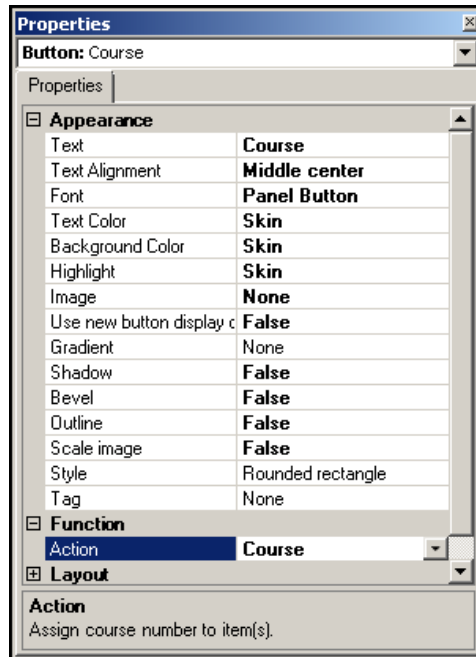 Properties
Button: Course
Properties
Appearance
Text Course
Text Alignment Middle center
Font Panel Button
Text Color Skin
Background Color Skin
Highlight Skin
Image None
Use new button display False
Gradient None
Shadow False
Bevel False
Outline False
Scale image False
Style Rounded rectangle
Tag None
Function
Action Course
Layout
Action
Assign course number to item(s).